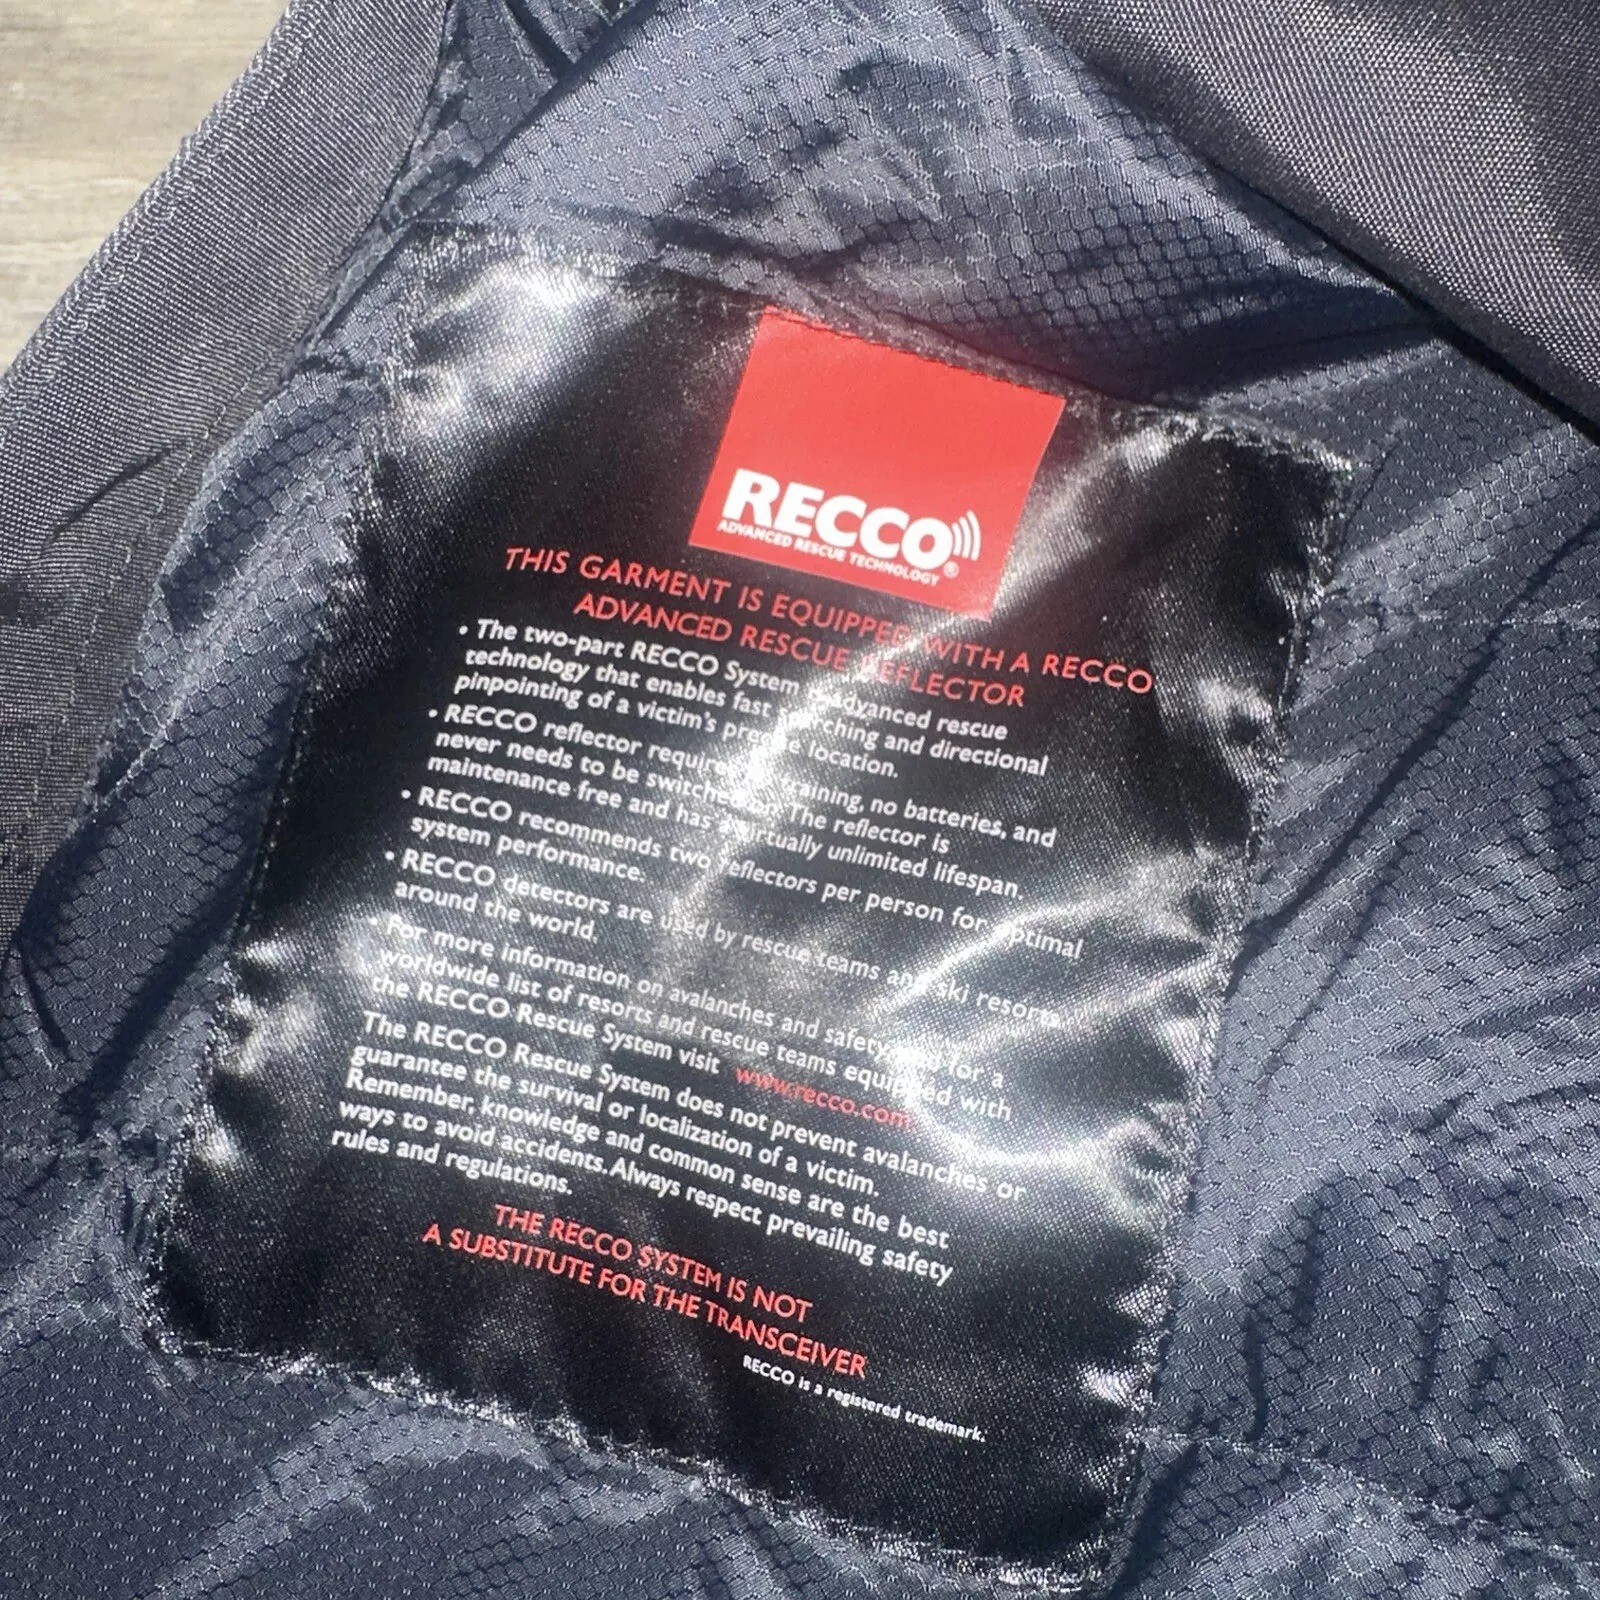 RECCO®
ADVANCED RESCUE TECHNOLOGY
THIS GARMENT IS EQUIPPED WITH A RECCO
ADVANCED RESCUE REFLECTOR
• The two-part RECCO System is advanced rescue
technology that enables fast searching and directional
pinpointing of a victim's precise location.
• RECCO reflector requires no training, no batteries, and
never needs to be switched on. The reflector is
maintenance free and has a virtually unlimited lifespan.
• RECCO recommends two reflectors per person for optimal
system performance.
• RECCO detectors are used by rescue teams and ski resorts
around the world.
• For more information on avalanches and safety and for a
worldwide list of resorts and rescue teams equipped with
the RECCO Rescue System visit www.recco.com.
The RECCO Rescue System does not prevent avalanches or
guarantee the survival or localization of a victim.
Remember, knowledge and common sense are the best
ways to avoid accidents. Always respect prevailing safety
rules and regulations.
THE RECCO SYSTEM IS NOT
A SUBSTITUTE FOR THE TRANSCEIVER
RECCO is a registered trademark.